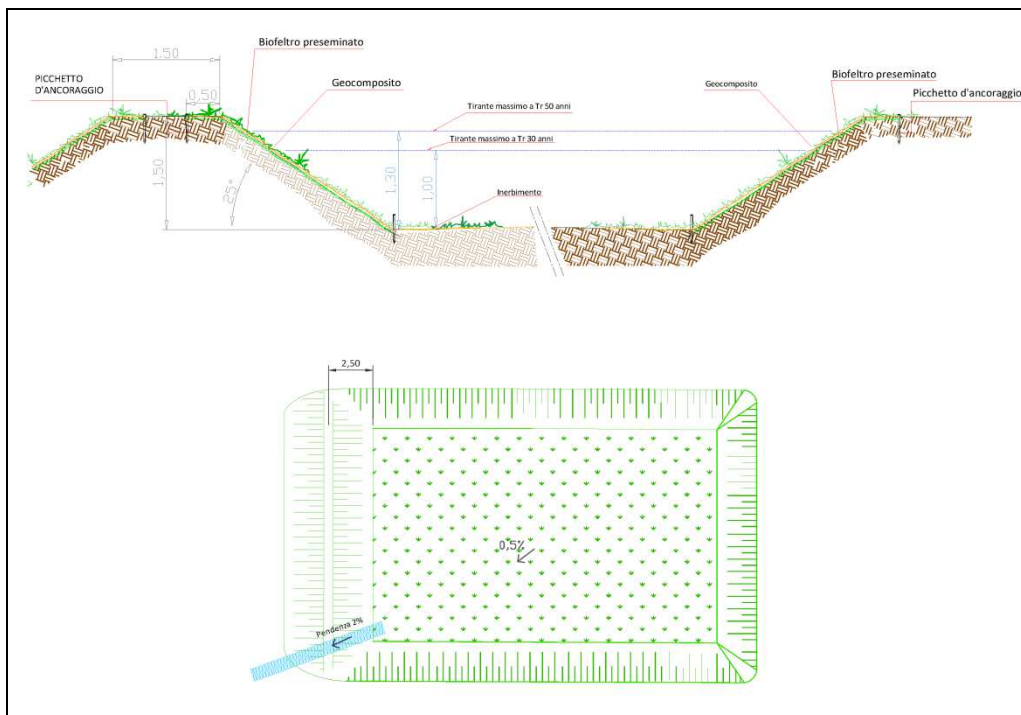 1.50
Biofeltro preseminato
Biofeltro preseminato
PICCHETTO
D'ANCORAGGIO
0,50
Geocomposito
Geocomposito
Picchetto d'ancoraggio
Tirante massimo a Tr 50 anni
Tirante massimo a Tr 30 anni
1,50
25°
1,30
1,00
Inerbimento
2,50
0,5%
Pendenza 2%